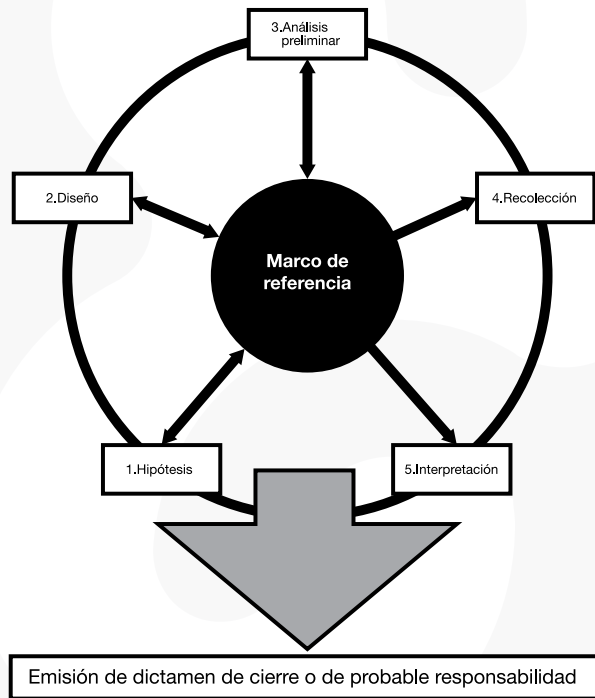 3.Análisis
preliminar
2.Diseño
4.Recolección
Marco de
referencia
1.Hipótesis
5.Interpretación
Emisión de dictamen de cierre o de probable responsabilidad